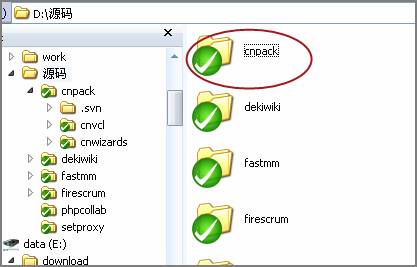 D:\源码
work
源码
cnpack
.svn
cnvcl
cnwizards
dekiwiki
fastmm
firescrum
phpcollab
setproxy
data (E:)
download
cnpack
dekiwiki
fastmm
firescrum